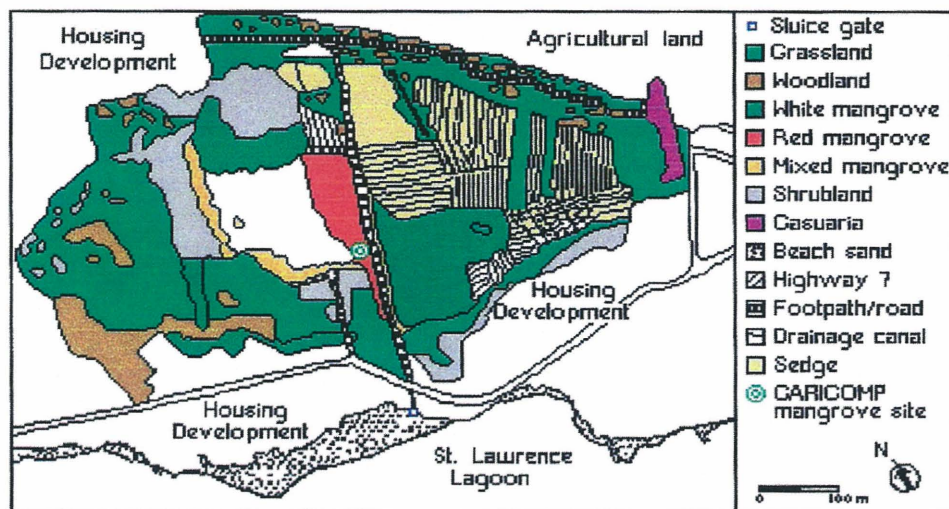 Housing
Development
Agricultural land
Housing
Development
Housing
Development
St. Lawrence
Lagoon
Sluice gate
Grassland
Woodland
White mangrove
Red mangrove
Mixed mangrove
Shrubland
Casuaria
Beach sand
Highway 7
Footpath/road
Drainage canal
Sedge
CARICOMP
mangrove site
N
0 100 m